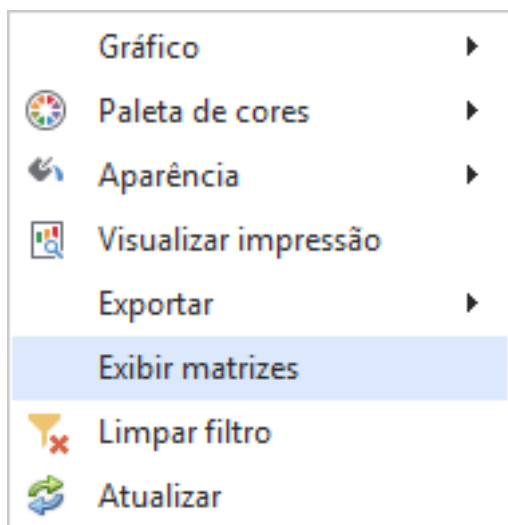 Gráfico
Paleta de cores
Aparência
Visualizar impressão
Exportar
Exibir matrizes
Limpar filtro
Atualizar